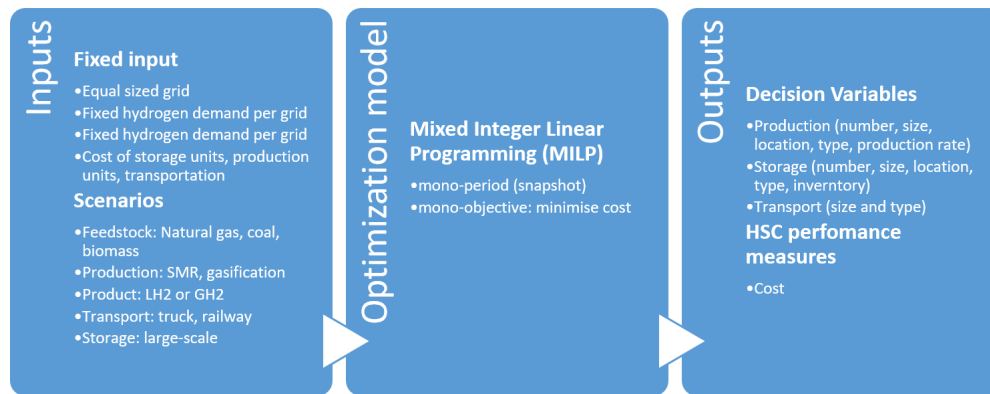 Inputs
Fixed input
•Equal sized grid
•Fixed hydrogen demand per grid
•Fixed hydrogen demand per grid
•Cost of storage units, production
units, transportation
Scenarios
•Feedstock: Natural gas, coal,
biomass
•Production: SMR, gasification
•Product: LH2 or GH2
•Transport: truck, railway
•Storage: large-scale
Optimization model
Mixed Integer Linear
Programming (MILP)
•mono-period (snapshot)
•mono-objective: minimise cost
Outputs
Decision Variables
•Production (number, size,
location, type, production rate)
•Storage (number, size, location,
type, inverntory)
•Transport (size and type)
HSC perfomance
measures
•Cost